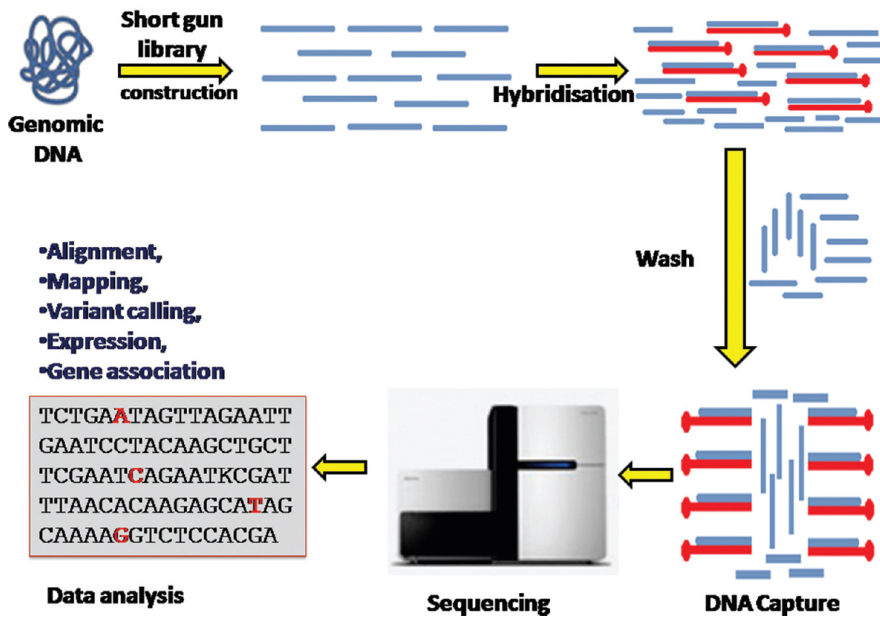 Short gun
library
construction
Genomic
DNA
Hybridisation
Wash
•Alignment,
•Mapping,
•Variant calling,
•Expression,
•Gene association
TCTGAATAGTTAGAATT
GAATCCTACAAGCTGCT
TCGAATCAGAATKCGAT
TTAACACAAGAGCATAG
CAAAAGGTCTCCACGA
Data analysis
Sequencing
DNA Capture